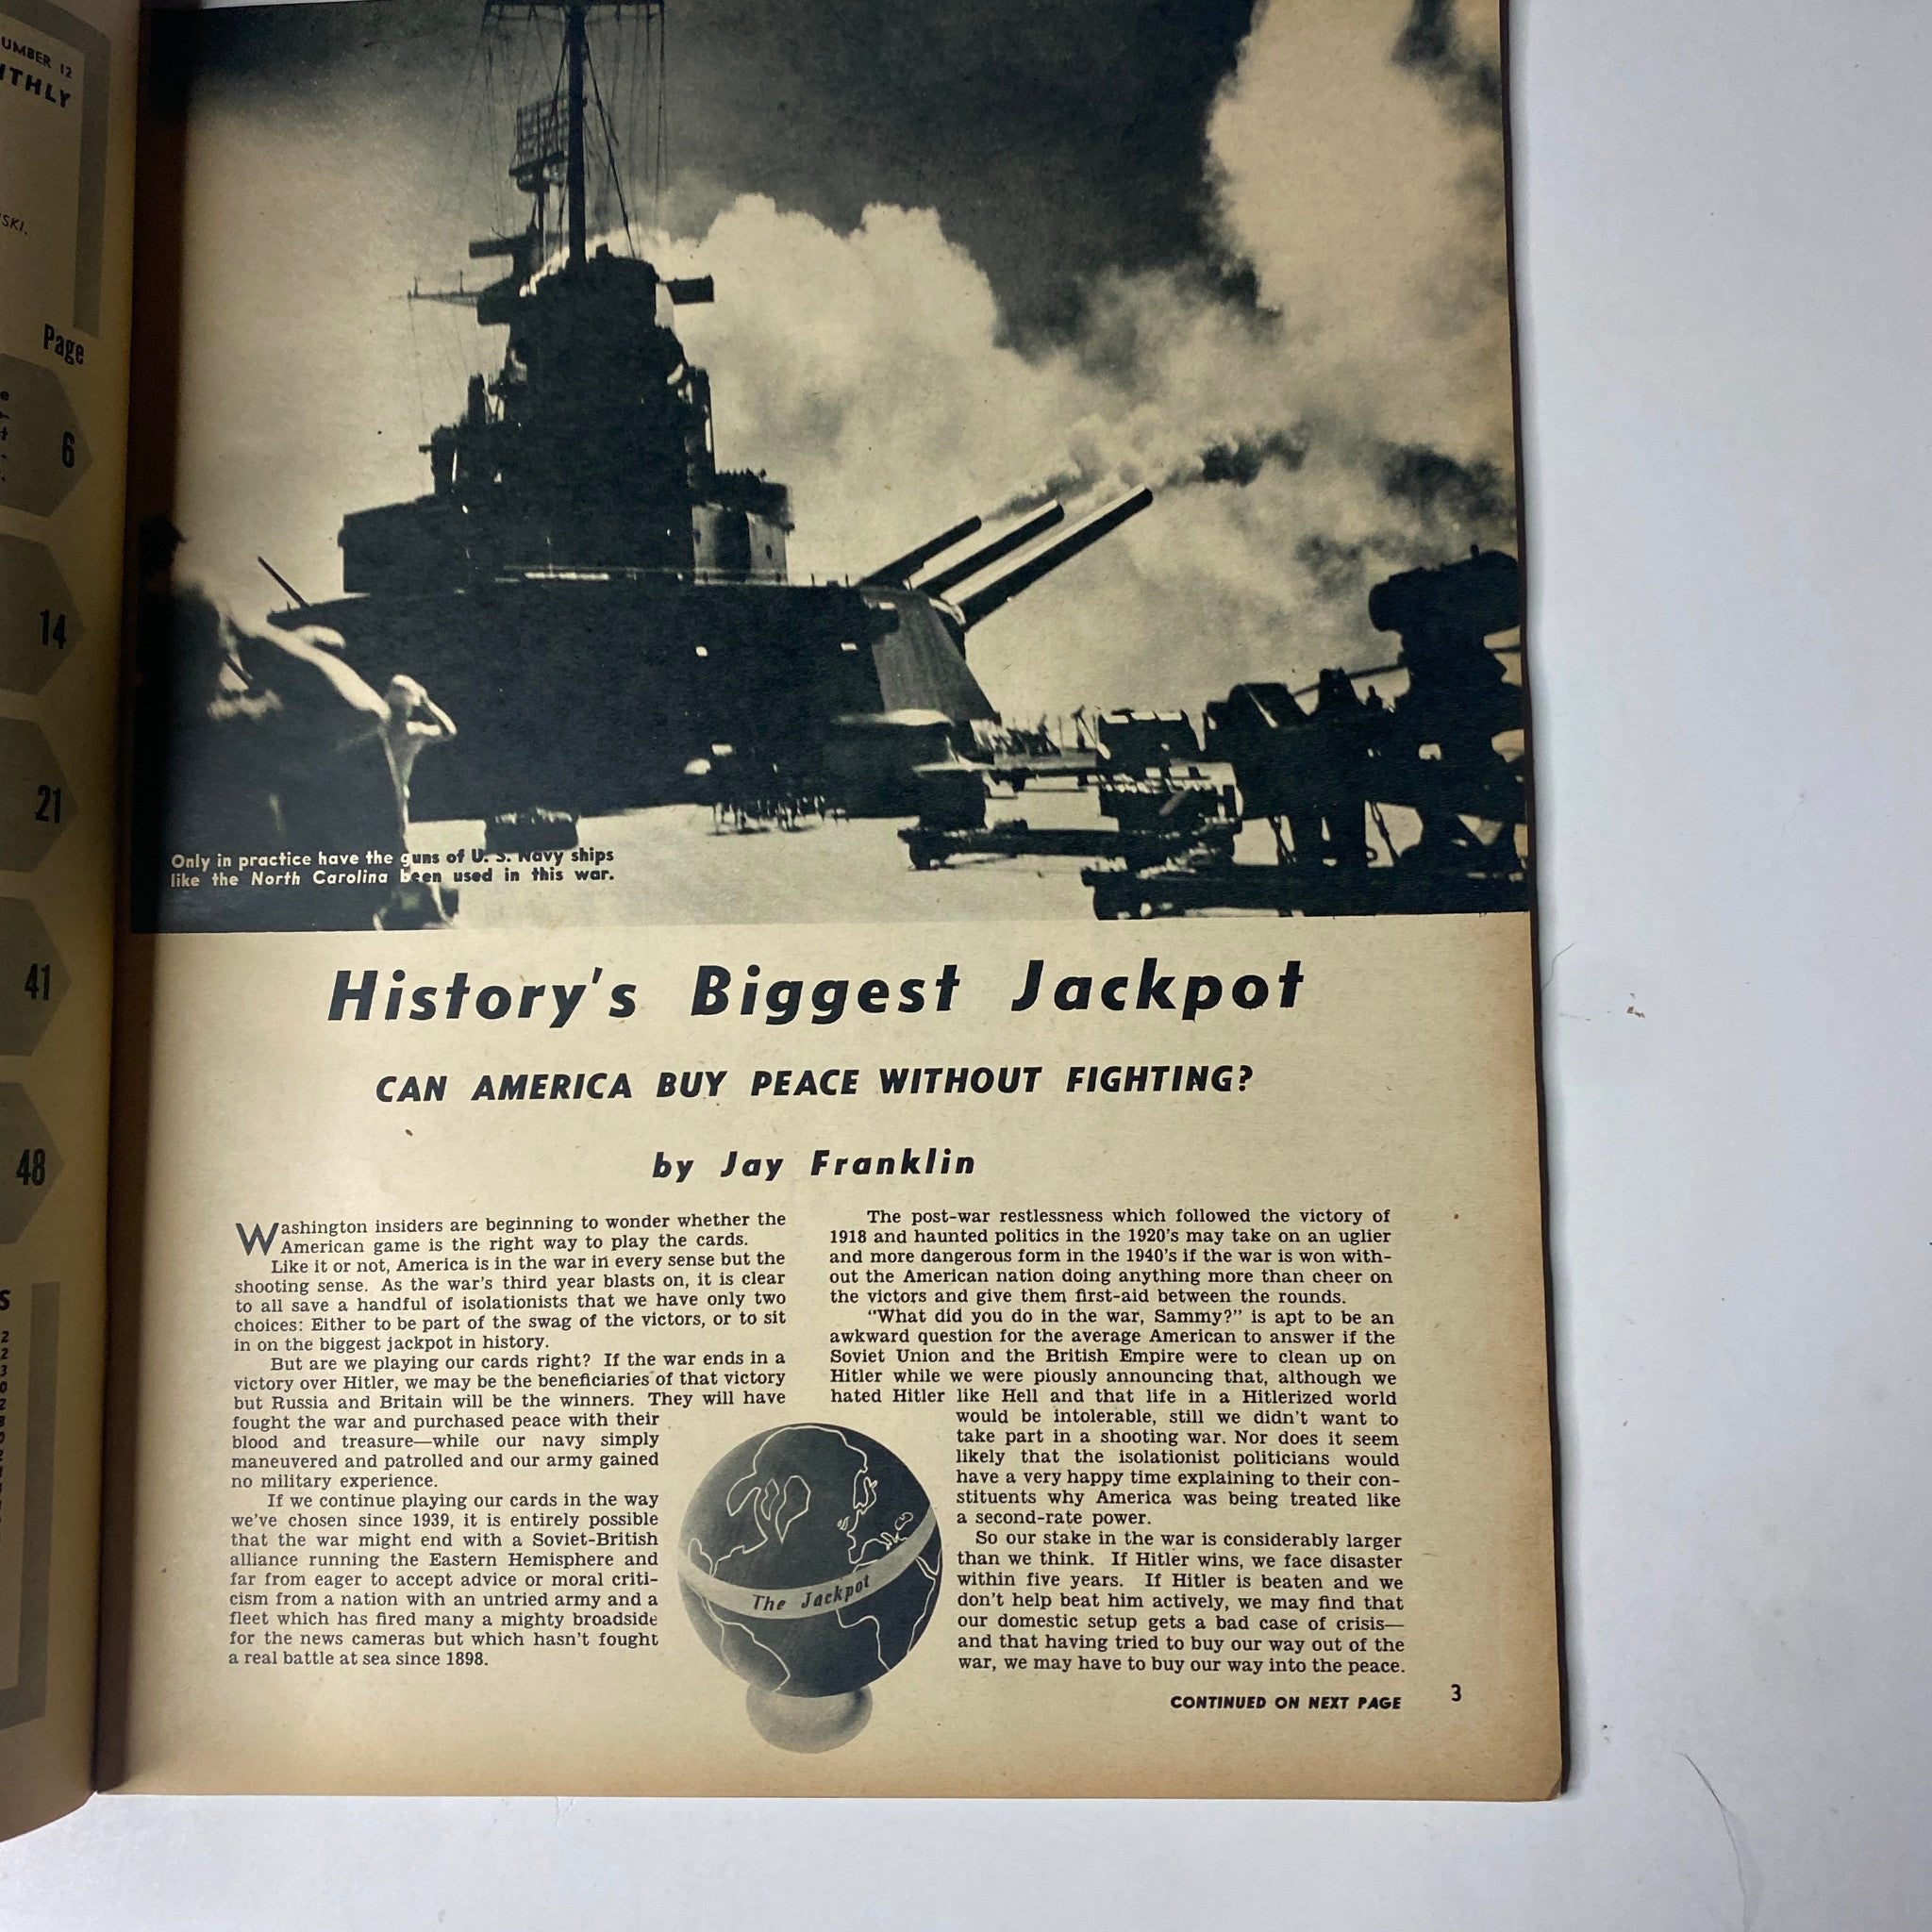 UMBER 12
THLY
SKI,
Page
6
14
21
41
48
Only in practice have the guns of U. S. Navy ships
like the North Carolina been used in this war.
History's Biggest Jackpot
CAN AMERICA BUY PEACE WITHOUT FIGHTING?
by Jay Franklin
Washington insiders are beginning to wonder whether the
American game is the right way to play the cards.
Like it or not, America is in the war in every sense but the
shooting sense. As the war's third year blasts on, it is clear
to all save a handful of isolationists that we have only two
choices: Either to be part of the swag of the victors, or to sit
in on the biggest jackpot in history.
But are we playing our cards right? If the war ends in a
victory over Hitler, we may be the beneficiaries of that victory
but Russia and Britain will be the winners. They will have
fought the war and purchased peace with their
blood and treasure—while our navy simply
maneuvered and patrolled and our army gained
no military experience.
If we continue playing our cards in the way
we've chosen since 1939, it is entirely possible
that the war might end with a Soviet-British
alliance running the Eastern Hemisphere and
far from eager to accept advice or moral criti-
cism from a nation with an untried army and a
fleet which has fired many a mighty broadside
for the news cameras but which hasn't fought
a real battle at sea since 1898.
The Jackpot
The post-war restlessness which followed the victory of
1918 and haunted politics in the 1920's may take on an uglier
and more dangerous form in the 1940's if the war is won with-
out the American nation doing anything more than cheer on
the victors and give them first-aid between the rounds.
"What did you do in the war, Sammy?" is apt to be an
awkward question for the average American to answer if the
Soviet Union and the British Empire were to clean up on
Hitler while we were piously announcing that, although we
hated Hitler like Hell and that life in a Hitlerized world
would be intolerable, still we didn't want to
take part in a shooting war. Nor does it seem
likely that the isolationist politicians would
have a very happy time explaining to their con-
stituents why America was being treated like
a second-rate power.
So our stake in the war is considerably larger
than we think. If Hitler wins, we face disaster
within five years. If Hitler is beaten and we
don't help beat him actively, we may find that
our domestic setup gets a bad case of crisis—
and that having tried to buy our way out of the
war, we may have to buy our way into the peace.
CONTINUED ON NEXT PAGE
3